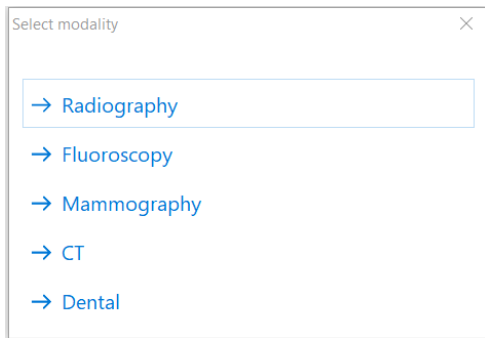 Select modality
→ Radiography
→ Fluoroscopy
→ Mammography
→ CT
→ Dental